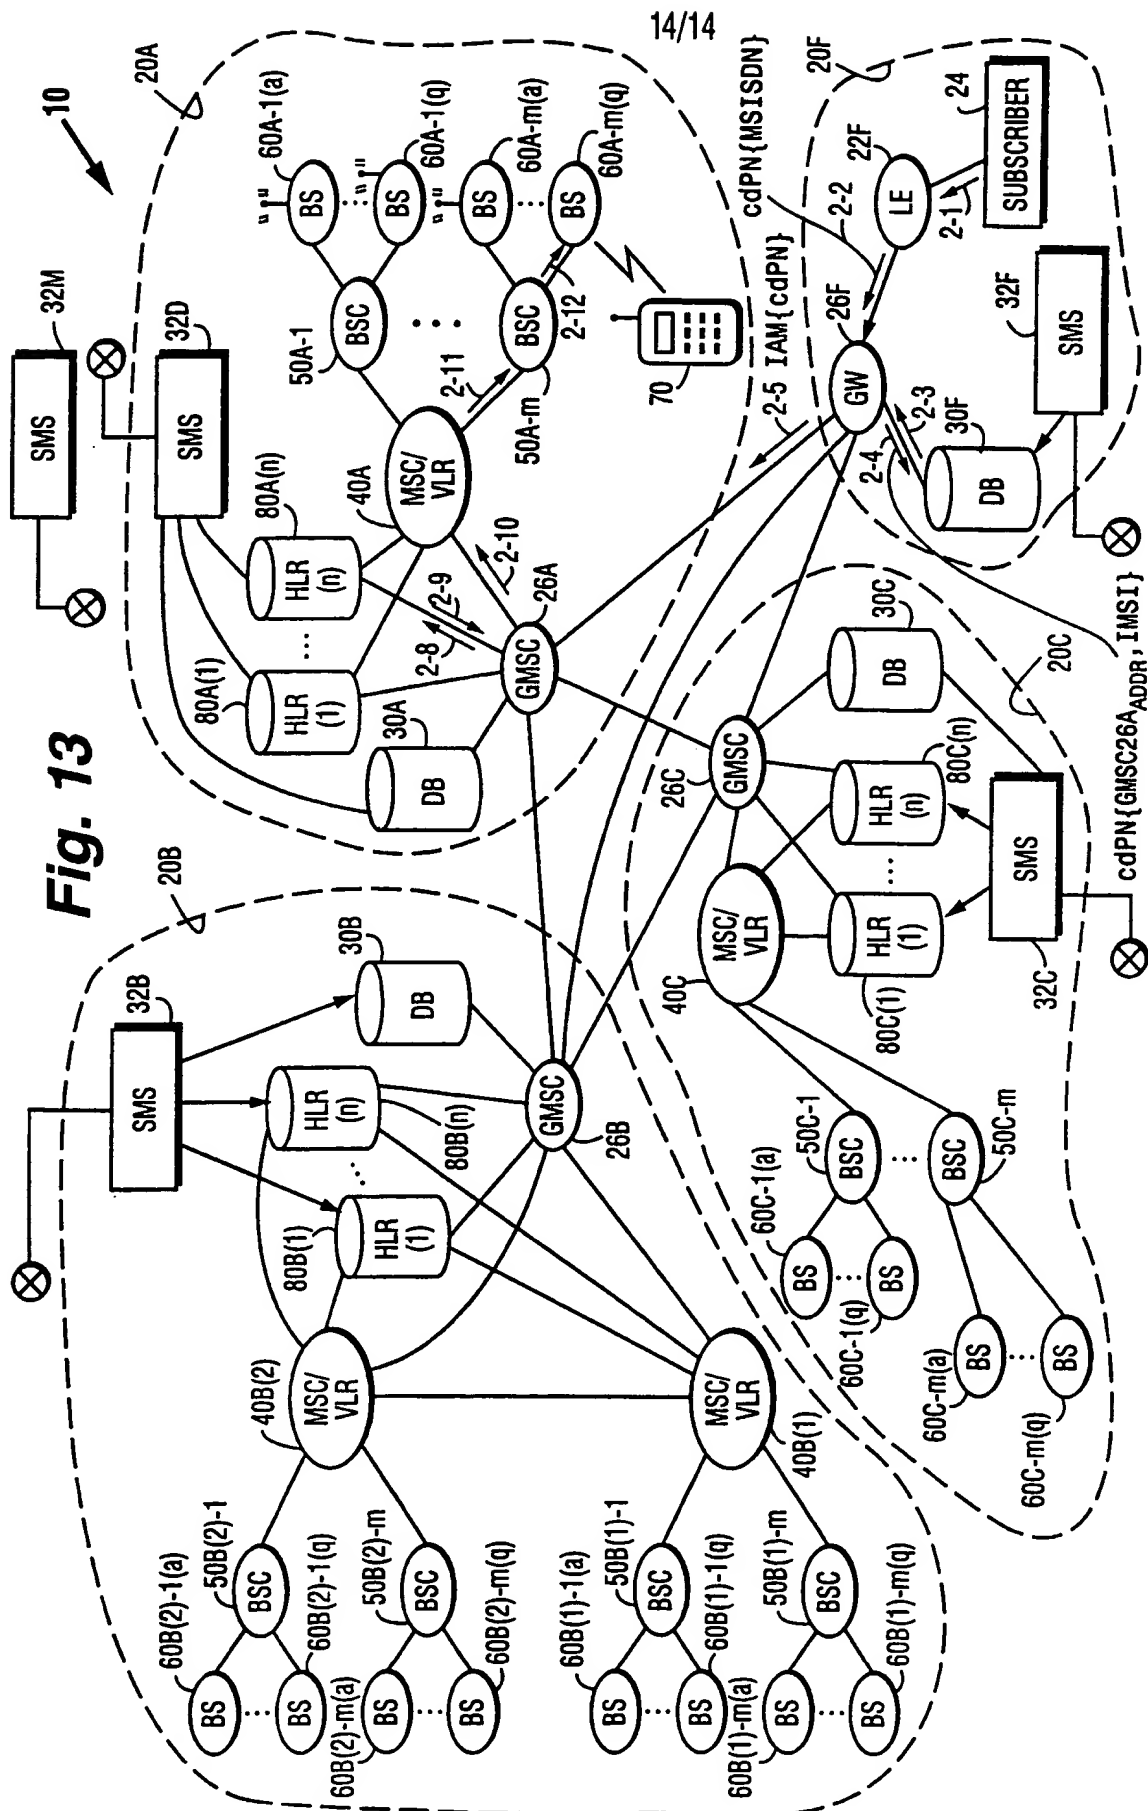 14/14
Fig. 13
10
20B
32B
SMS
30B
DB
HLR
(n)
80B(n)
HLR
(1)
80B(1)
GMSC
26B
MSC/
VLR
40B(2)
MSC/
VLR
40B(1)
60B(2)-1(a)
50B(2)-1
BS
BSC
60B(2)-1(q)
BS
50B(2)-m
60B(2)-m(a)
BS
BSC
60B(2)-m(q)
BS
60B(1)-1(a)
50B(1)-1
BS
BSC
60B(1)-1(q)
BS
50B(1)-m
60B(1)-m(a)
BS
BSC
60B(1)-m(q)
BS
SMS
32M
20A
SMS
32D
80A(1)
HLR
(1)
80A(n)
HLR
(n)
30A
DB
2-8
2-9
GMSC
26A
2-10
40A
MSC/
VLR
50A-1
BSC
60A-1(a)
BS
60A-1(q)
BS
60A-m(a)
BS
60A-m(q)
BS
2-11
BSC
50A-m
2-12
70
20C
26C
GMSC
30C
DB
40C
MSC/
VLR
HLR
(1)
80C(1)
HLR
(n)
80C(n)
SMS
32C
50C-1
BSC
60C-1(a)
BS
60C-1(q)
BS
50C-m
BSC
60C-m(a)
BS
60C-m(q)
BS
20F
cdPN{MSISDN}
2-5 IAM{cdPN}
2-2
22F
LE
2-1
24
SUBSCRIBER
26F
GW
2-4
2-3
30F
DB
32F
SMS
cdPN{GMSC26A_ADDR, IMSI}